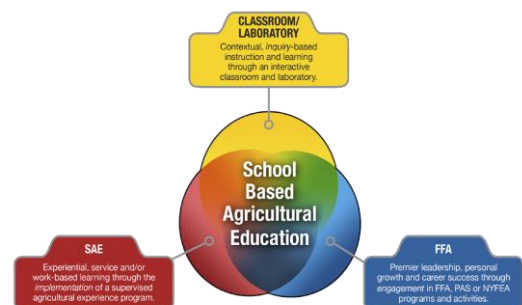 CLASSROOM/
LABORATORY
Contextual, inquiry-based
instruction and learning
through an interactive
classroom and laboratory.
School
Based
Agricultural
Education
SAE
Experiential, service and/or
work-based learning through the
implementation of a supervised
agricultural experience program.
FFA
Premier leadership, personal
growth and career success through
engagement in FFA, PAS or NYFEA
programs and activities.